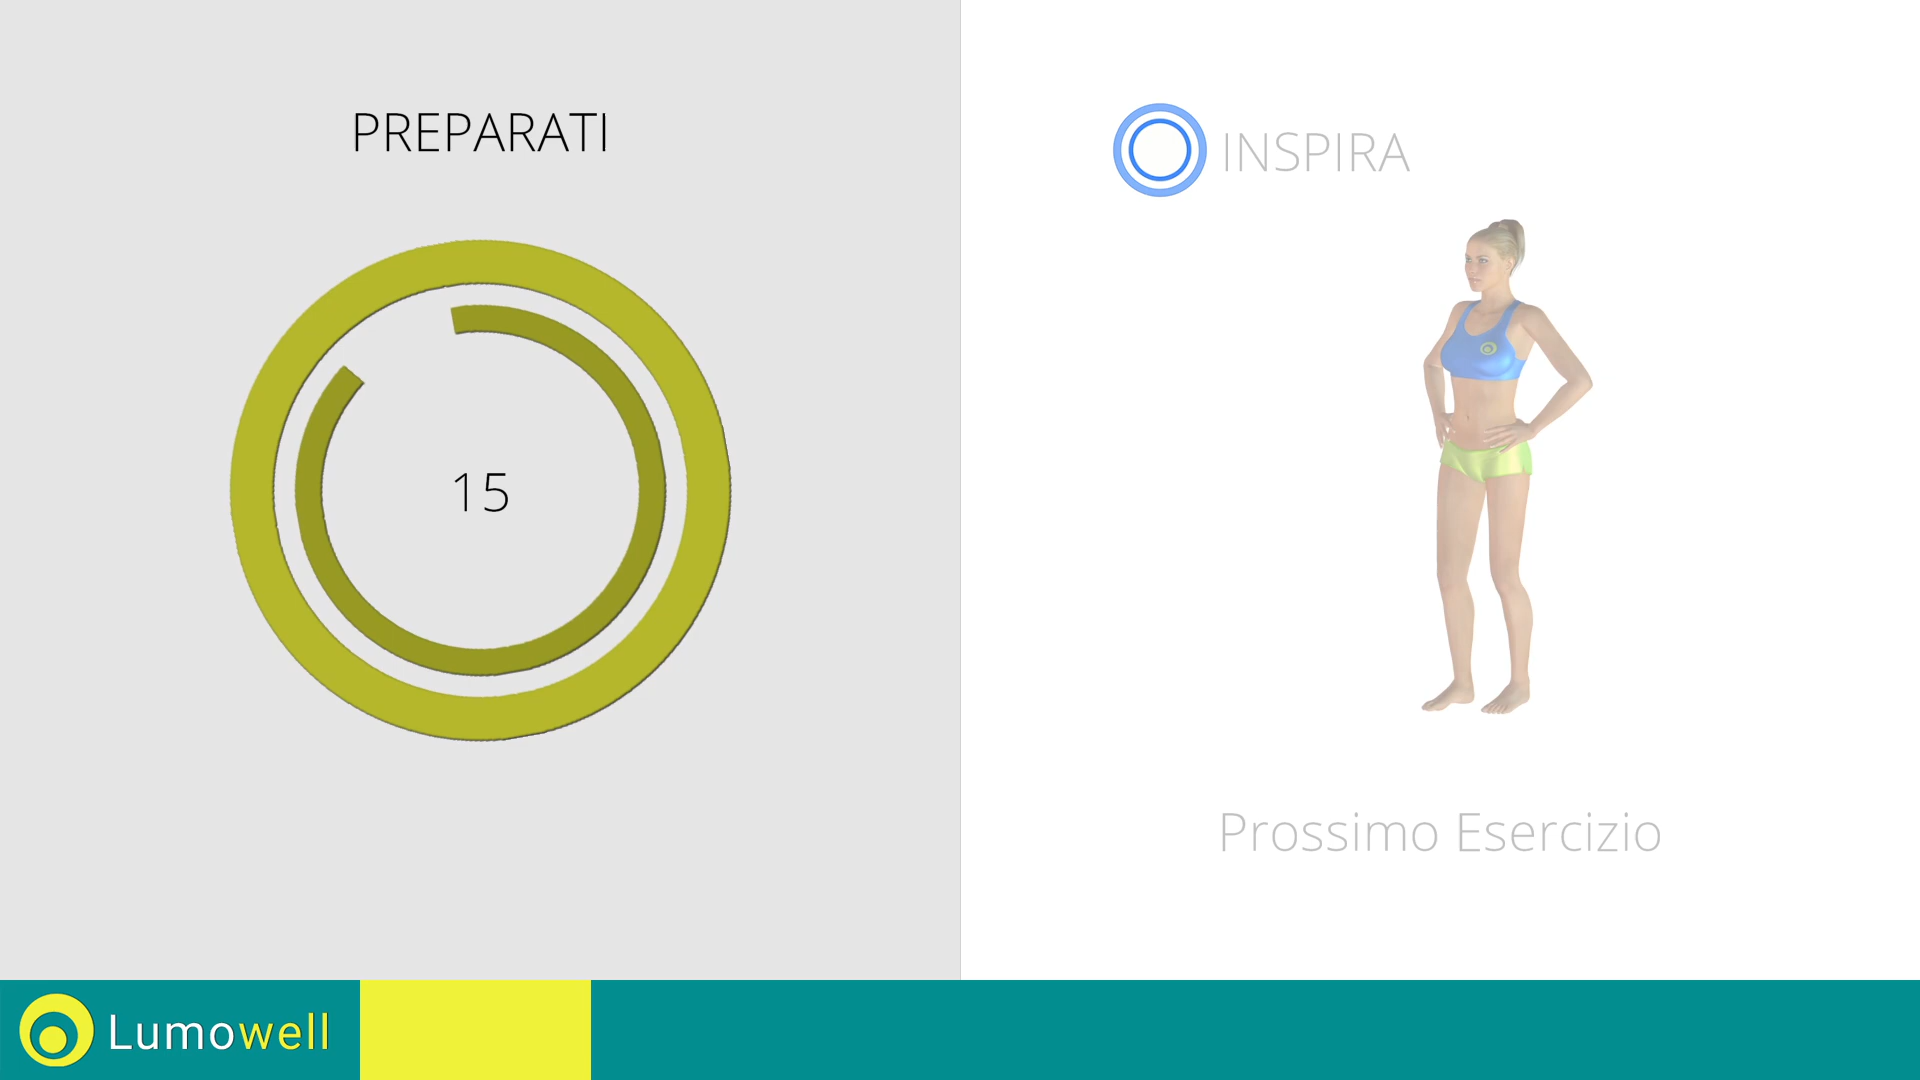 PREPARATI
15
INSPIRA
Prossimo Esercizio
Lumowell